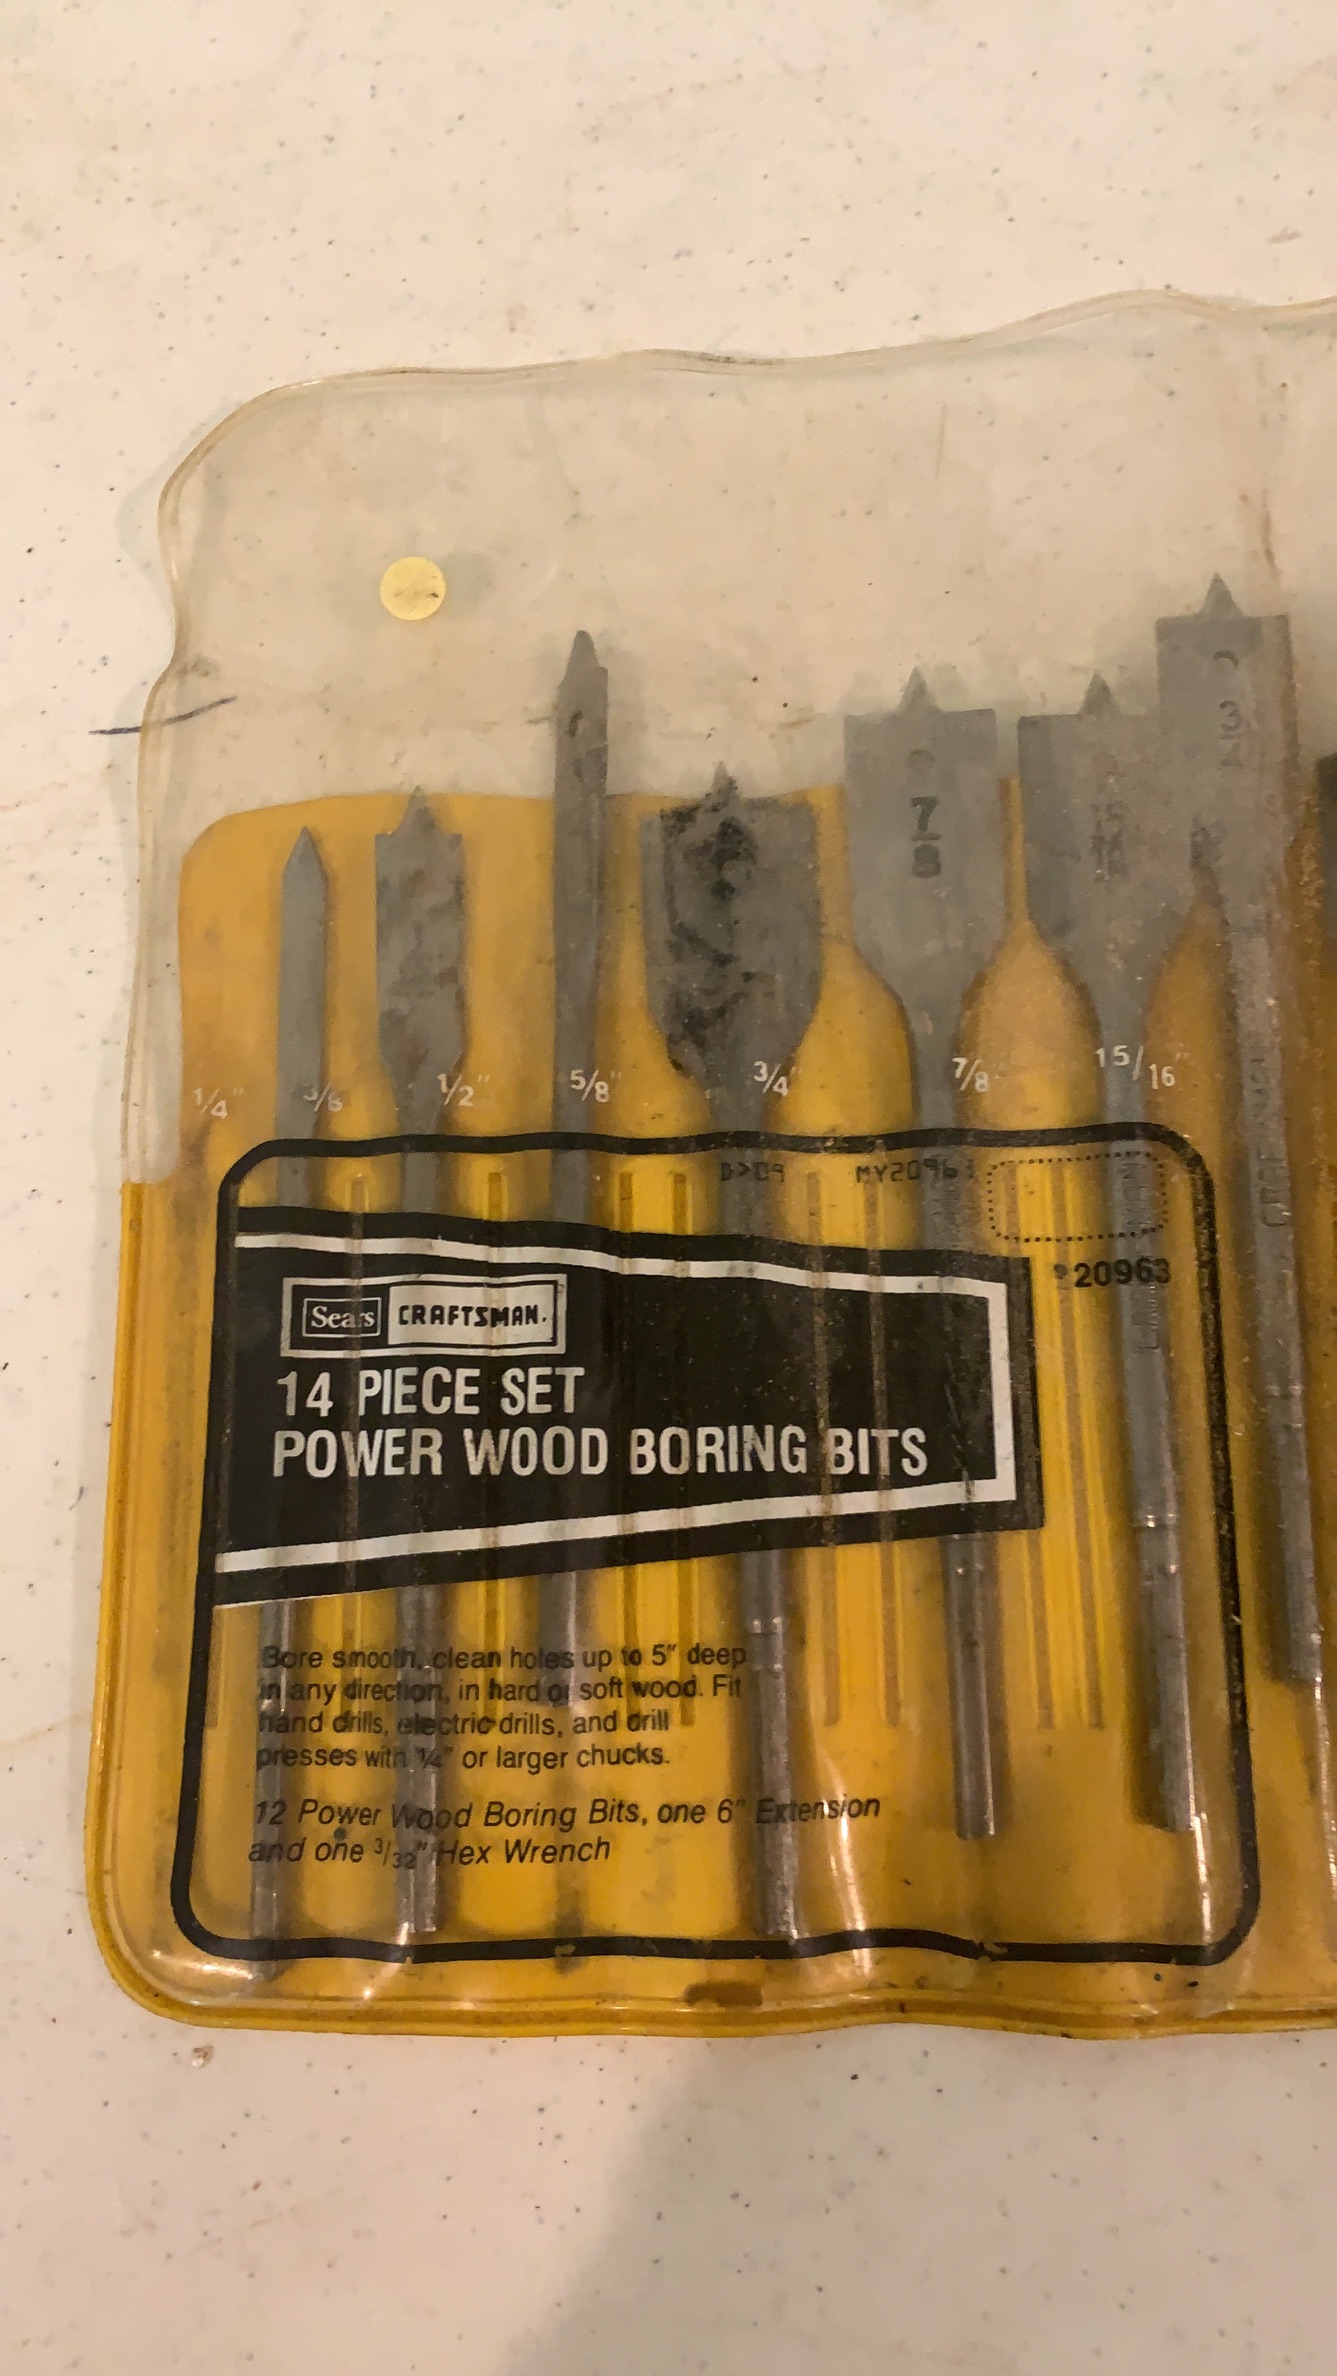 7
8
3
1/4"
3/8
1/2"
5/8"
3/4"
7/8"
15/16"
D>09 MY20963
20963
Sears CRAFTSMAN.
14 PIECE SET
POWER WOOD BORING BITS
Bore smooth, clean holes up to 5" deep
in any direction, in hard or soft wood. Fit
hand drills, electric drills, and drill
presses with 1/4" or larger chucks.
12 Power Wood Boring Bits, one 6" Extension
and one 3/32" Hex Wrench